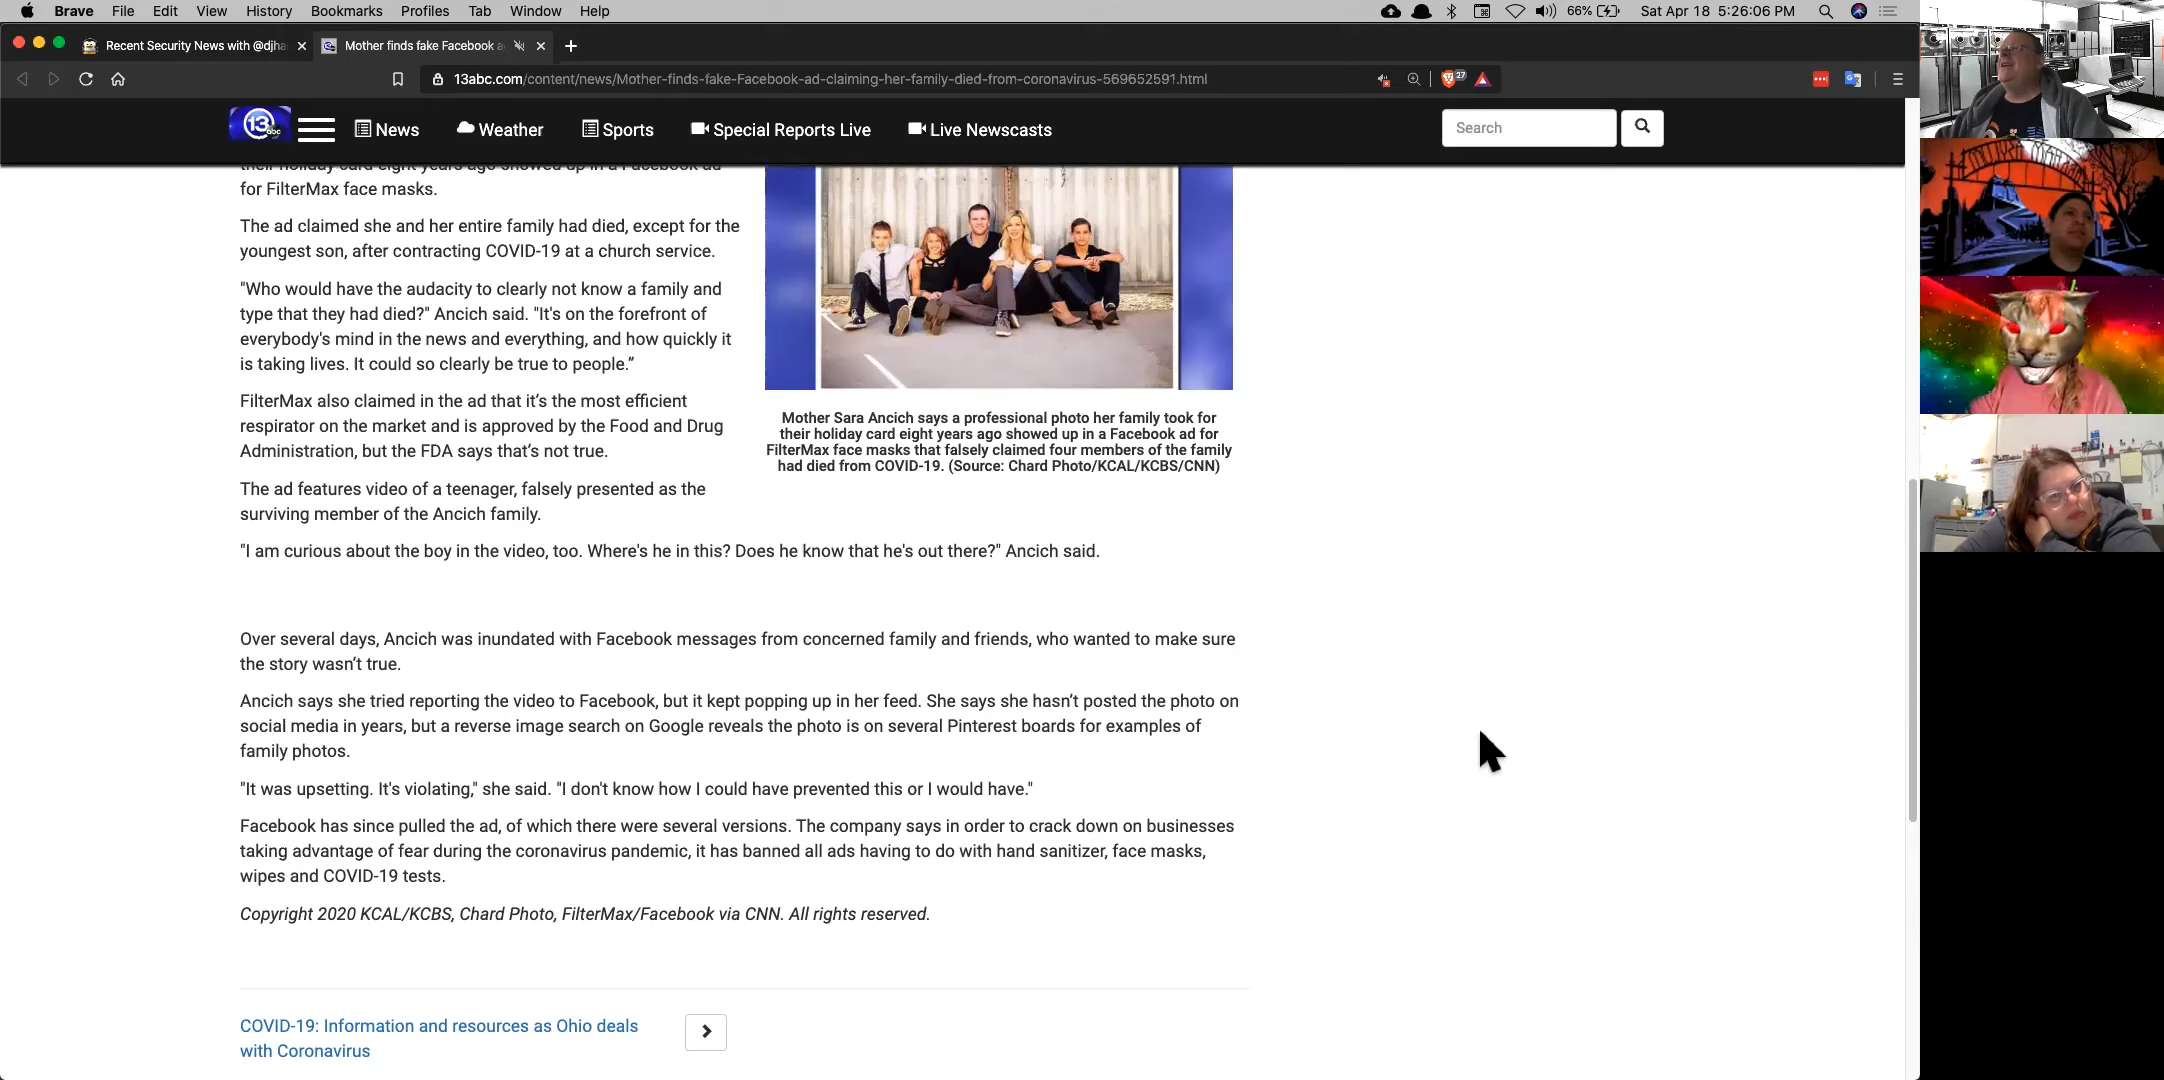 Brave File Edit View History Bookmarks Profiles Tab Window Help 66% Sat Apr 18 5:26:06 PM
Recent Security News with @djha
Mother finds fake Facebook a
13abc.com/content/news/Mother-finds-fake-Facebook-ad-claiming-her-family-died-from-coronavirus-569652591.html
27
13 abc
News Weather Sports Special Reports Live Live Newscasts
Search
their holiday card eight years ago showed up in a Facebook ad
for FilterMax face masks.
The ad claimed she and her entire family had died, except for the
youngest son, after contracting COVID-19 at a church service.
"Who would have the audacity to clearly not know a family and
type that they had died?" Ancich said. "It's on the forefront of
everybody's mind in the news and everything, and how quickly it
is taking lives. It could so clearly be true to people.”
FilterMax also claimed in the ad that it’s the most efficient
respirator on the market and is approved by the Food and Drug
Administration, but the FDA says that’s not true.
The ad features video of a teenager, falsely presented as the
surviving member of the Ancich family.
Mother Sara Ancich says a professional photo her family took for
their holiday card eight years ago showed up in a Facebook ad for
FilterMax face masks that falsely claimed four members of the family
had died from COVID-19. (Source: Chard Photo/KCAL/KCBS/CNN)
"I am curious about the boy in the video, too. Where's he in this? Does he know that he's out there?" Ancich said.
Over several days, Ancich was inundated with Facebook messages from concerned family and friends, who wanted to make sure
the story wasn’t true.
Ancich says she tried reporting the video to Facebook, but it kept popping up in her feed. She says she hasn’t posted the photo on
social media in years, but a reverse image search on Google reveals the photo is on several Pinterest boards for examples of
family photos.
"It was upsetting. It's violating," she said. "I don't know how I could have prevented this or I would have."
Facebook has since pulled the ad, of which there were several versions. The company says in order to crack down on businesses
taking advantage of fear during the coronavirus pandemic, it has banned all ads having to do with hand sanitizer, face masks,
wipes and COVID-19 tests.
Copyright 2020 KCAL/KCBS, Chard Photo, FilterMax/Facebook via CNN. All rights reserved.
COVID-19: Information and resources as Ohio deals
with Coronavirus